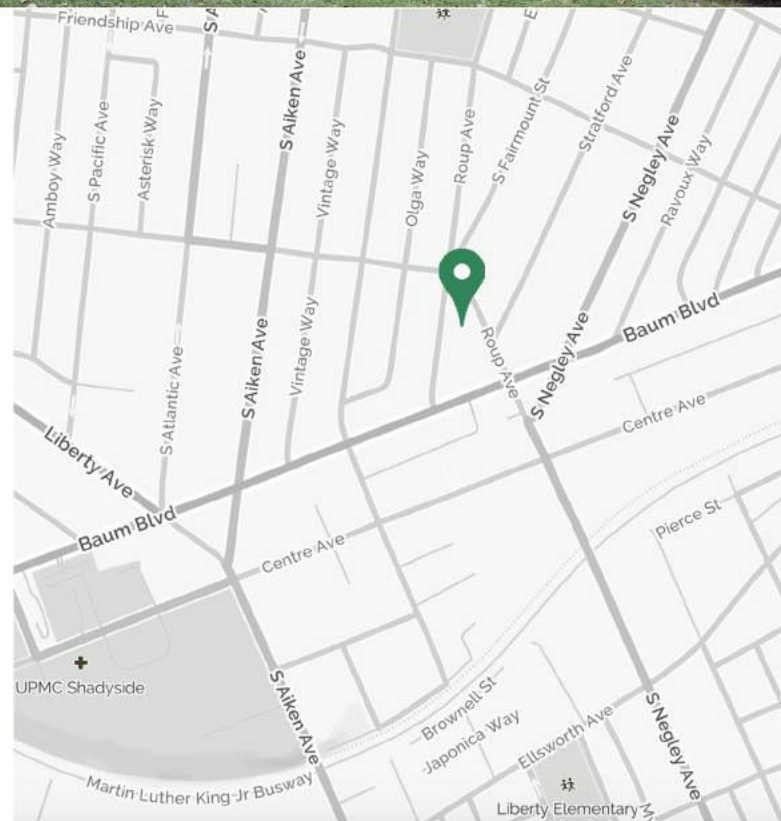 Friendship Ave
S Aiken Ave
Amboy Way
S Pacific Ave
Asterisk Way
Vintage Way
Olga Way
Roup Ave
S Fairmount St
Stratford Ave
S Negley Ave
Ravoux Way
S Atlantic Ave
S Aiken Ave
Vintage Way
Roup Ave
S Negley Ave
Baum Blvd
Centre Ave
Liberty Ave
Baum Blvd
Centre Ave
Pierce St
UPMC Shadyside
S Aiken Ave
Brownell St
Japonica Way
Ellsworth Ave
S Negley Ave
Martin Luther King Jr Busway
Liberty Elementary